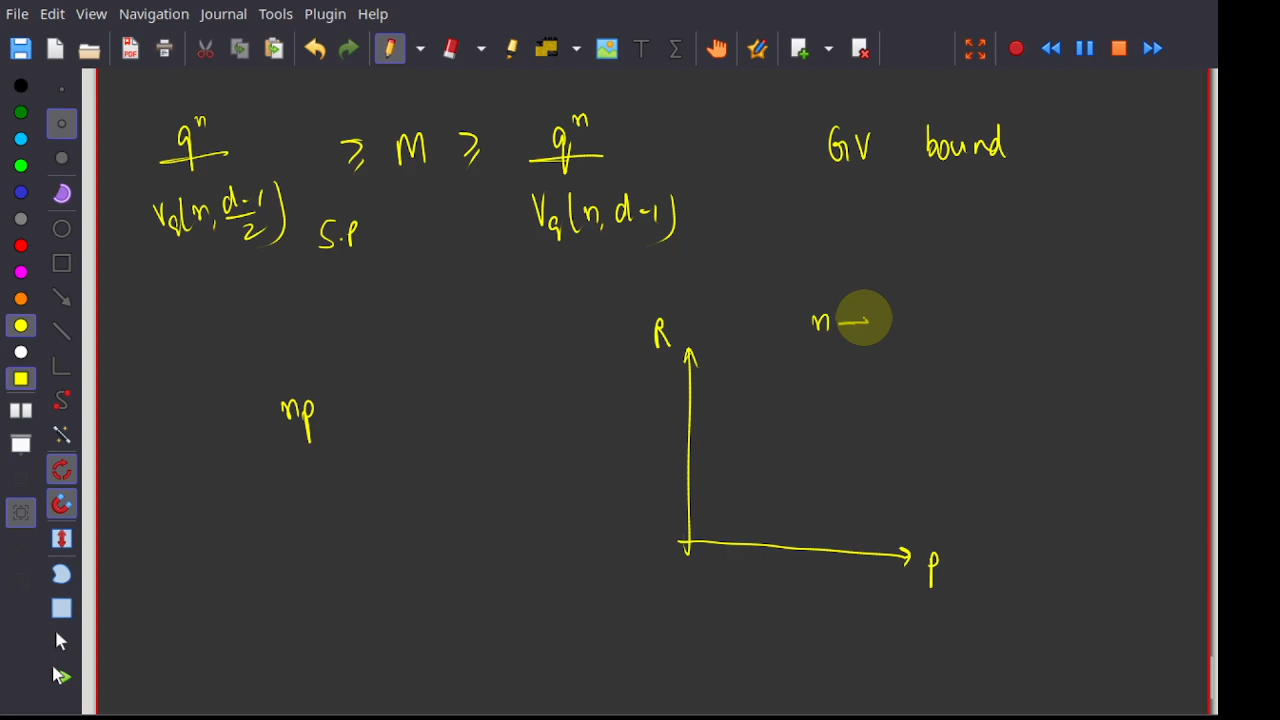 File Edit View Navigation Journal Tools Plugin Help
q^n / V_q(n, (d-1)/2) ≥ M ≥ q^n / V_q(n, d-1) GV bound
S.P
R
n →
np
p